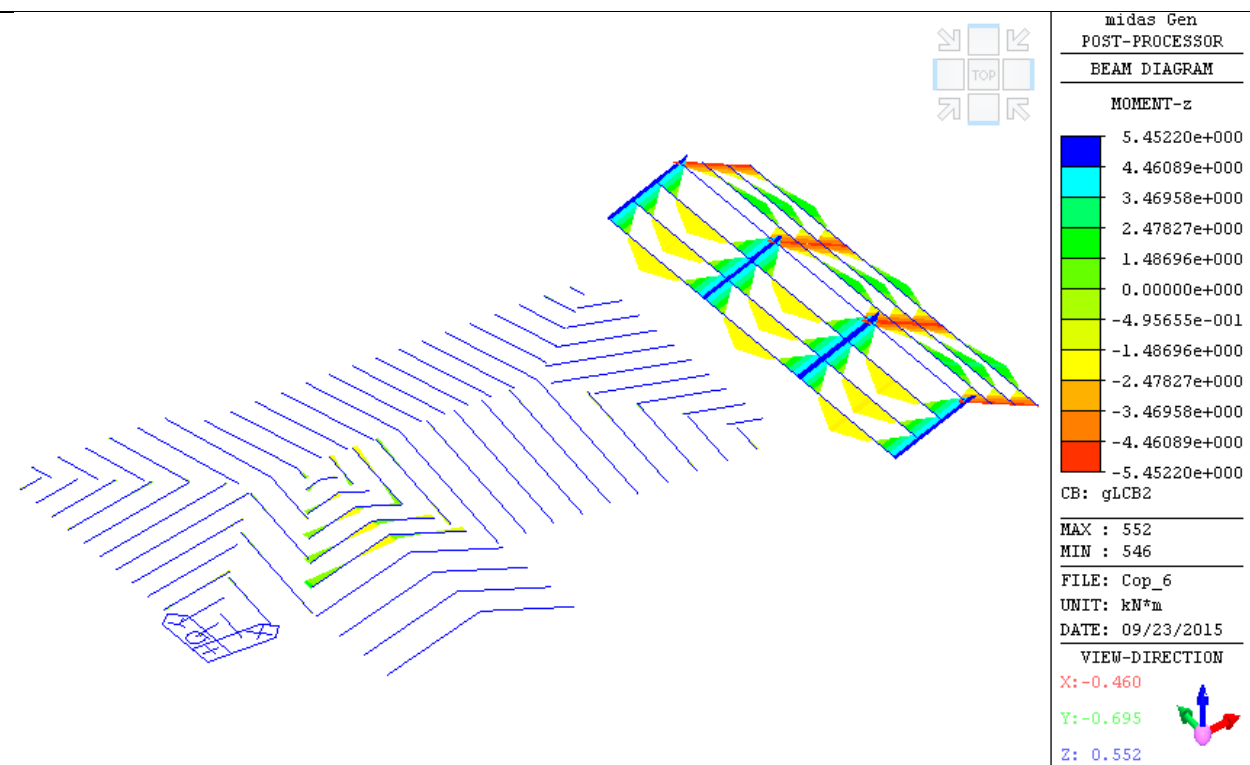 TOP
midas Gen
POST-PROCESSOR
BEAM DIAGRAM
MOMENT-z
5.45220e+000
4.46089e+000
3.46958e+000
2.47827e+000
1.48696e+000
0.00000e+000
-4.95655e-001
-1.48696e+000
-2.47827e+000
-3.46958e+000
-4.46089e+000
-5.45220e+000
CB: gLCB2
MAX : 552
MIN : 546
FILE: Cop_6
UNIT: kN*m
DATE: 09/23/2015
VIEW-DIRECTION
X:-0.460
Y:-0.695
Z: 0.552